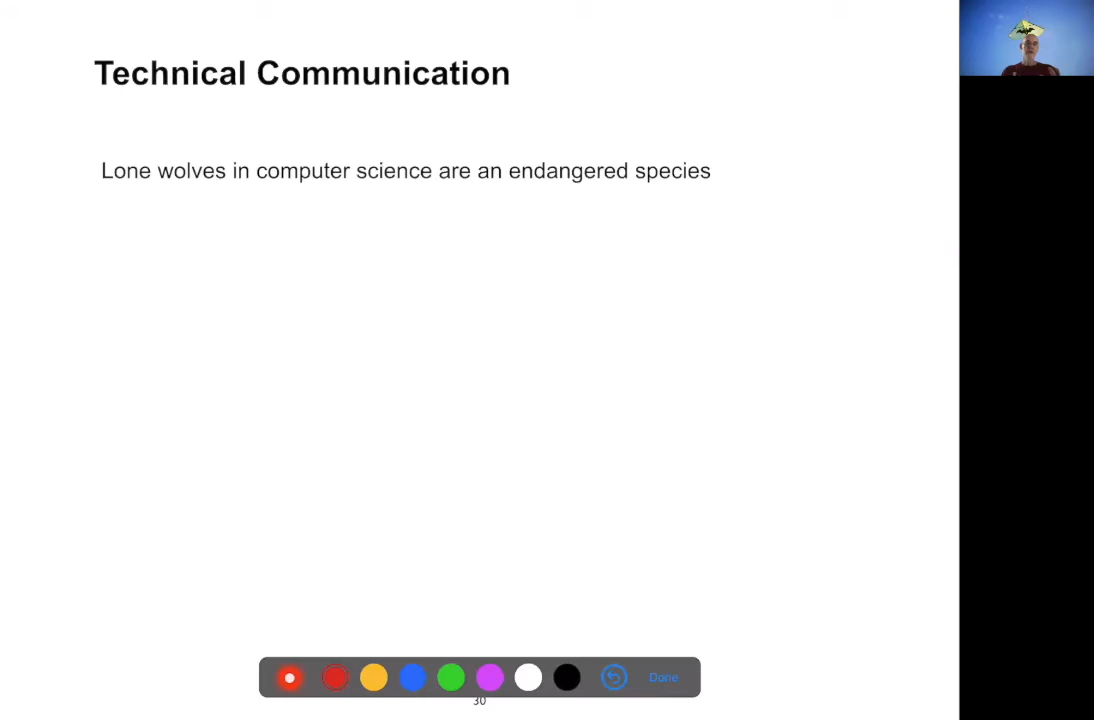 Technical Communication
Lone wolves in computer science are an endangered species
Done
30